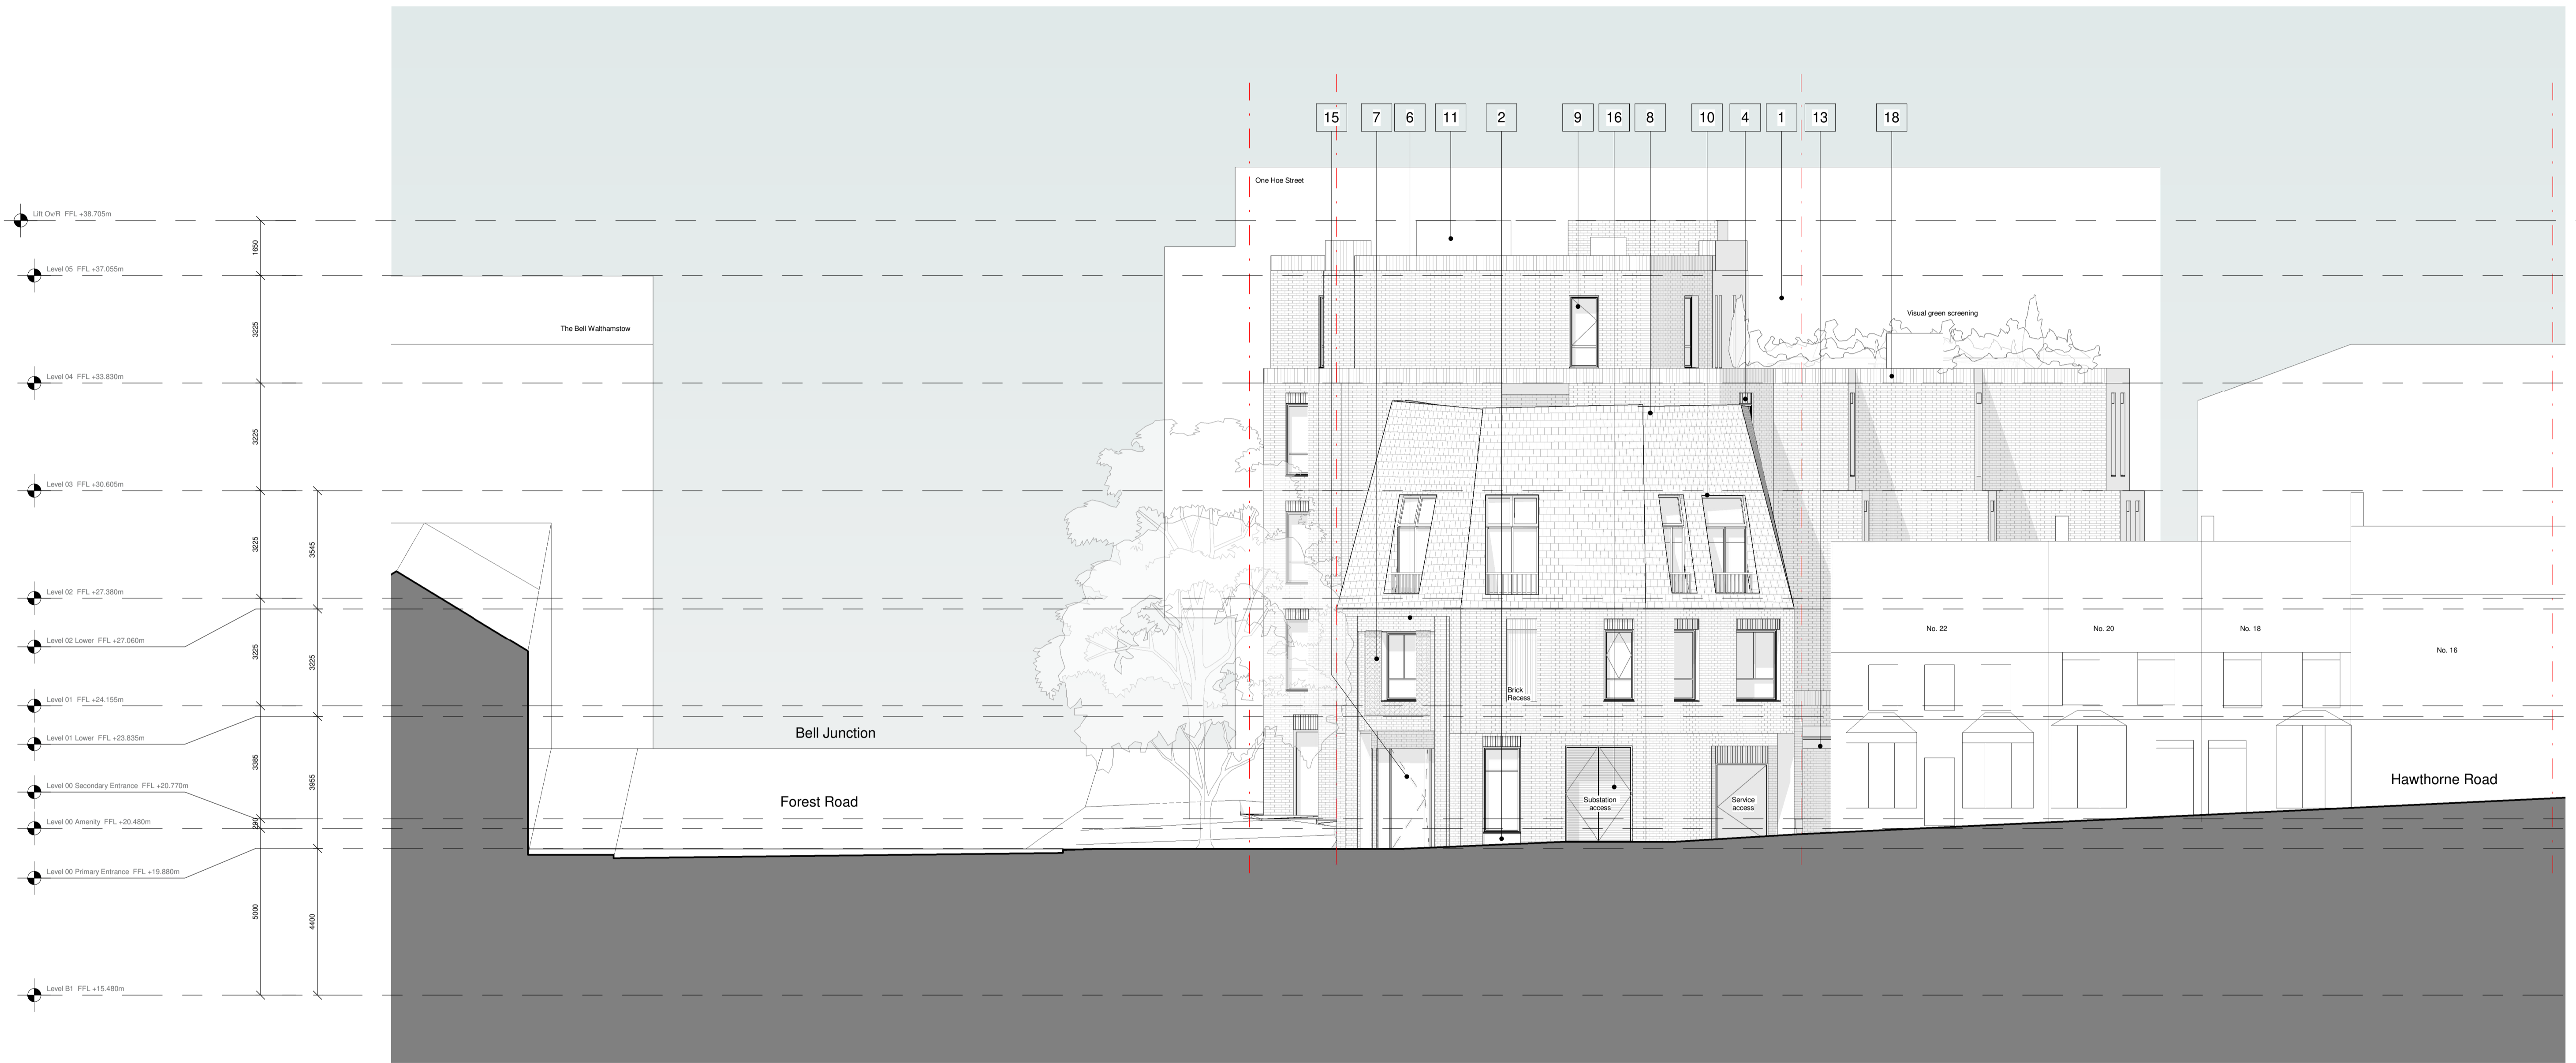 15 7 6 11 2 9 16 8 10 4 1 13 18
One Hoe Street
Lift Ov/R FFL +38.705m
1650
Level 05 FFL +37.055m
Visual green screening
The Bell Walthamstow
3225
Level 04 FFL +33.830m
3225
Level 03 FFL +30.605m
3225
3545
Level 02 FFL +27.380m
Level 02 Lower FFL +27.060m
No. 22
No. 20
No. 18
No. 16
3225
3225
Brick
Recess
Level 01 FFL +24.155m
Bell Junction
Level 01 Lower FFL +23.835m
3385
3955
Hawthorne Road
Level 00 Secondary Entrance FFL +20.770m
Forest Road
Substation
access
Service
access
290
Level 00 Amenity FFL +20.480m
Level 00 Primary Entrance FFL +19.880m
5000
4400
Level B1 FFL +15.480m